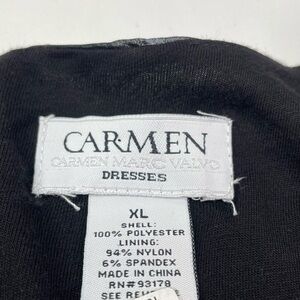 CARMEN
CARMEN MARC VALVO
DRESSES
XL
SHELL:
100% POLYESTER
LINING:
94% NYLON
6% SPANDEX
MADE IN CHINA
RN#93178
SEE